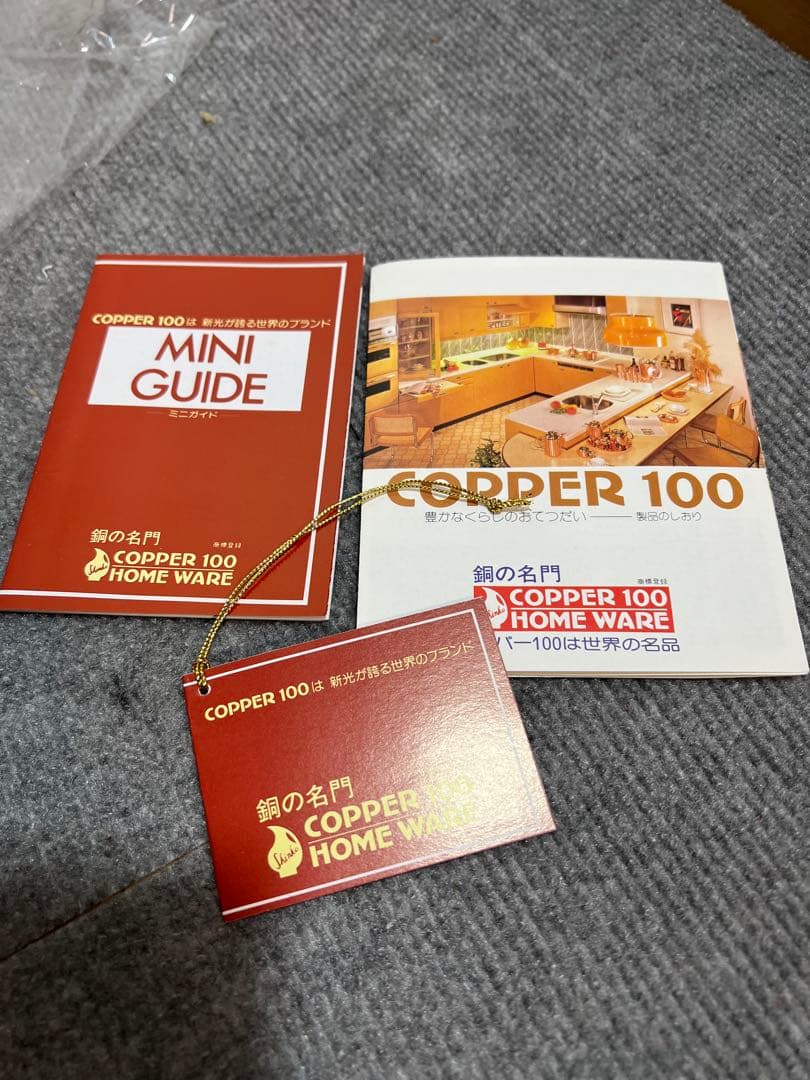 COPPER 100は 新光が誇る世界のブランド
MINI
GUIDE
ミニガイド
銅の名門
商標登録
COPPER 100
HOME WARE
COPPER 100
豊かなくらしのおてつだい――製品のしおり
銅の名門
商標登録
Shinko
COPPER 100
HOME WARE
パー100は世界の名品
COPPER 100は 新光が誇る世界のブランド
銅の名門
Shinko
COPPER 100
HOME WARE